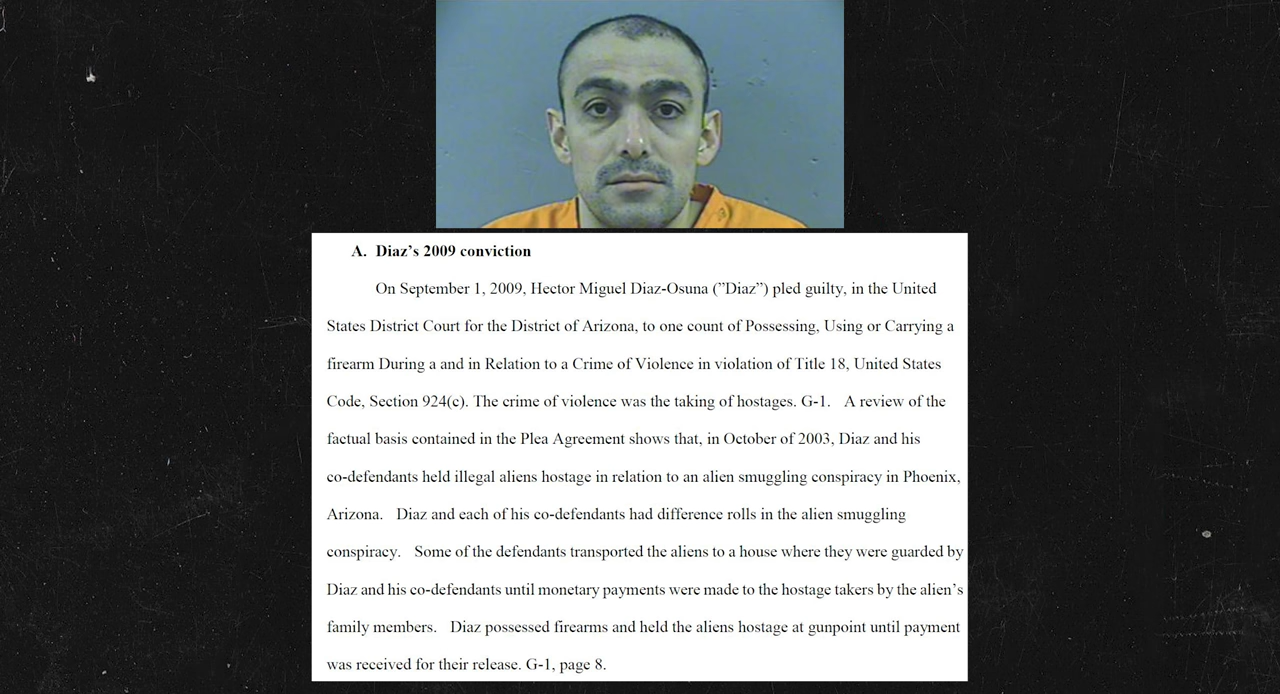 A. Diaz’s 2009 conviction
On September 1, 2009, Hector Miguel Diaz-Osuna (”Diaz”) pled guilty, in the United
States District Court for the District of Arizona, to one count of Possessing, Using or Carrying a
firearm During a and in Relation to a Crime of Violence in violation of Title 18, United States
Code, Section 924(c). The crime of violence was the taking of hostages. G-1. A review of the
factual basis contained in the Plea Agreement shows that, in October of 2003, Diaz and his
co-defendants held illegal aliens hostage in relation to an alien smuggling conspiracy in Phoenix,
Arizona. Diaz and each of his co-defendants had difference rolls in the alien smuggling
conspiracy. Some of the defendants transported the aliens to a house where they were guarded by
Diaz and his co-defendants until monetary payments were made to the hostage takers by the alien’s
family members. Diaz possessed firearms and held the aliens hostage at gunpoint until payment
was received for their release. G-1, page 8.